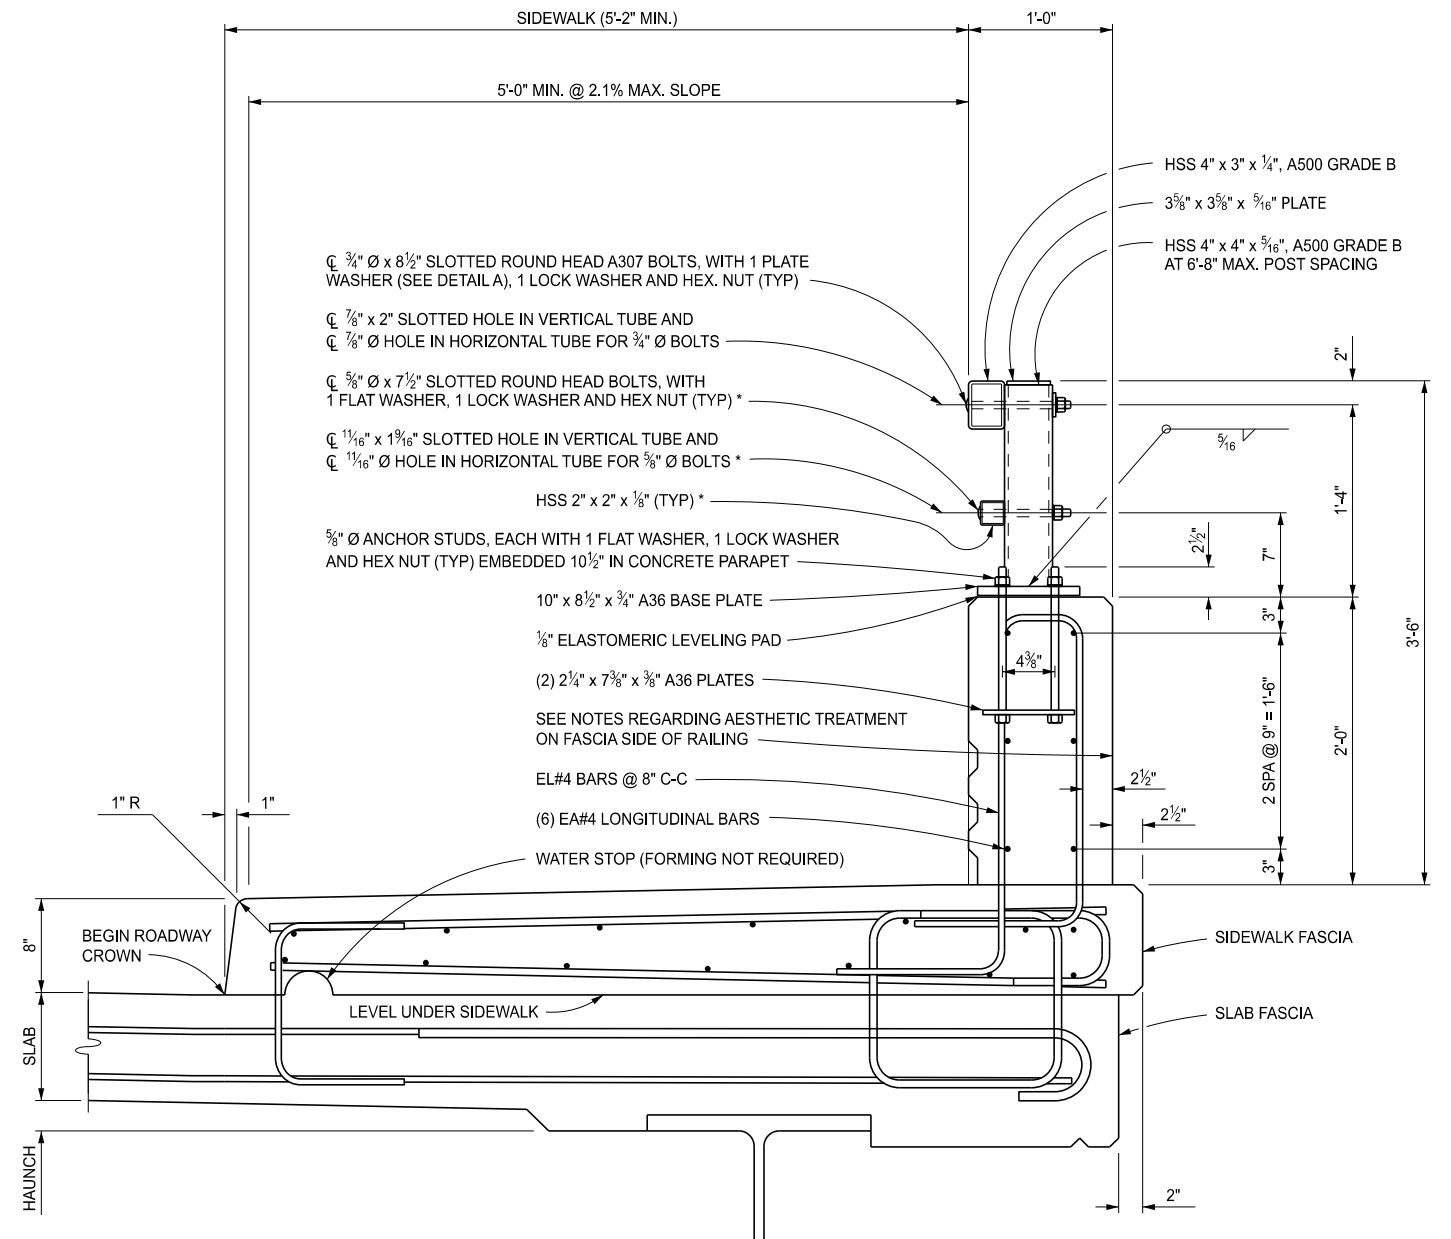 SIDEWALK (5'-2" MIN.)
1'-0"
5'-0" MIN. @ 2.1% MAX. SLOPE
HSS 4" x 3" x ¼", A500 GRADE B
3⅝" x 3⅝" x 5⁄16" PLATE
HSS 4" x 4" x 5⁄16", A500 GRADE B
AT 6'-8" MAX. POST SPACING
℄ ¾" Ø x 8½" SLOTTED ROUND HEAD A307 BOLTS, WITH 1 PLATE
WASHER (SEE DETAIL A), 1 LOCK WASHER AND HEX. NUT (TYP)
℄ ⅞" x 2" SLOTTED HOLE IN VERTICAL TUBE AND
℄ ⅞" Ø HOLE IN HORIZONTAL TUBE FOR ¾" Ø BOLTS
℄ ⅝" Ø x 7½" SLOTTED ROUND HEAD BOLTS, WITH
1 FLAT WASHER, 1 LOCK WASHER AND HEX NUT (TYP) *
℄ 11⁄16" x 1 9⁄16" SLOTTED HOLE IN VERTICAL TUBE AND
℄ 11⁄16" Ø HOLE IN HORIZONTAL TUBE FOR ⅝" Ø BOLTS *
HSS 2" x 2" x ⅛" (TYP) *
⅝" Ø ANCHOR STUDS, EACH WITH 1 FLAT WASHER, 1 LOCK WASHER
AND HEX NUT (TYP) EMBEDDED 10½" IN CONCRETE PARAPET
10" x 8½" x ¾" A36 BASE PLATE
⅛" ELASTOMERIC LEVELING PAD
(2) 2¼" x 7⅜" x ⅜" A36 PLATES
SEE NOTES REGARDING AESTHETIC TREATMENT
ON FASCIA SIDE OF RAILING
EL#4 BARS @ 8" C-C
(6) EA#4 LONGITUDINAL BARS
WATER STOP (FORMING NOT REQUIRED)
2"
5⁄16
1'-4"
2½"
7"
3"
3'-6"
4⅜"
2 SPA @ 9" = 1'-6"
2'-0"
2½"
2½"
3"
1" R
1"
8"
BEGIN ROADWAY
CROWN
LEVEL UNDER SIDEWALK
SIDEWALK FASCIA
SLAB FASCIA
SLAB
HAUNCH
2"